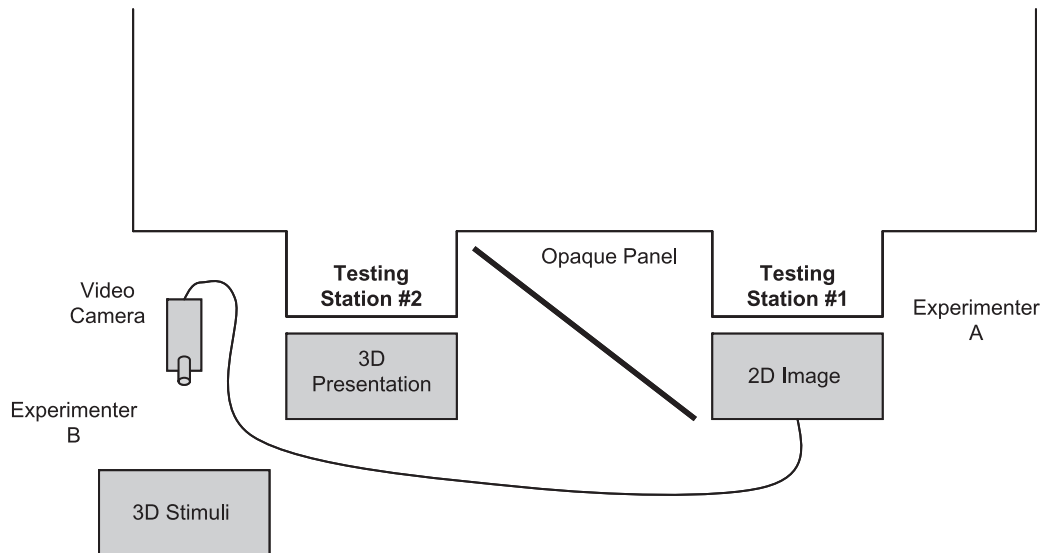 Opaque Panel
Testing
Station #2
Testing
Station #1
Video
Camera
Experimenter
A
3D
Presentation
2D Image
Experimenter
B
3D Stimuli